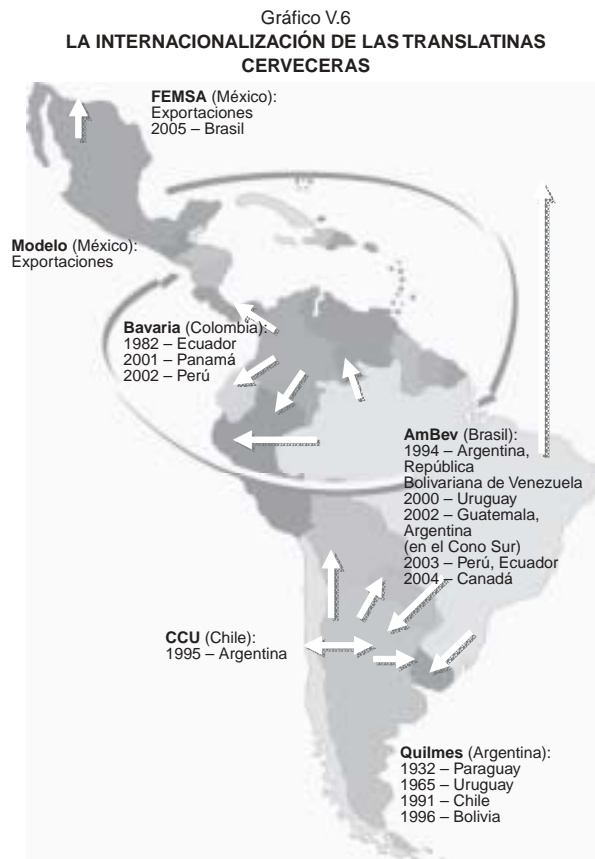 Gráfico V.6
LA INTERNACIONALIZACIÓN DE LAS TRANSLATINAS
CERVECERAS
FEMSA (México):
Exportaciones
2005 – Brasil
Modelo (México):
Exportaciones
Bavaria (Colombia):
1982 – Ecuador
2001 – Panamá
2002 – Perú
AmBev (Brasil):
1994 – Argentina,
República
Bolivariana de Venezuela
2000 – Uruguay
2002 – Guatemala,
Argentina
(en el Cono Sur)
2003 – Perú, Ecuador
2004 – Canadá
CCU (Chile):
1995 – Argentina
Quilmes (Argentina):
1932 – Paraguay
1965 – Uruguay
1991 – Chile
1996 – Bolivia